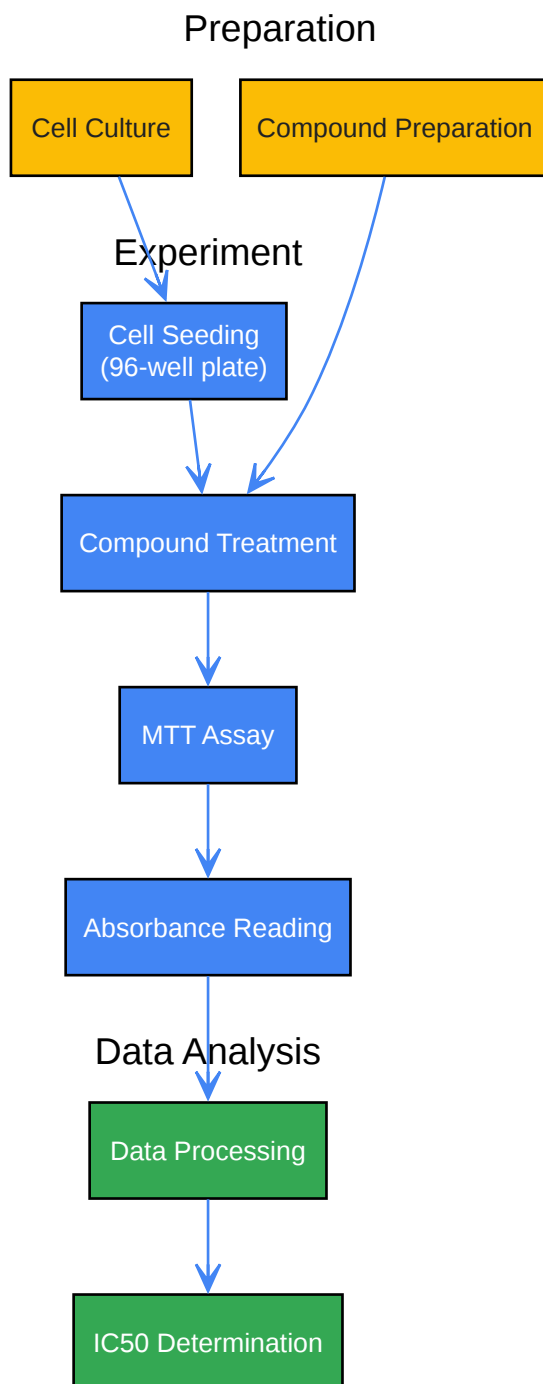 Preparation
Cell Culture
Compound Preparation
Experiment
Cell Seeding
(96-well plate)
Compound Treatment
MTT Assay
Absorbance Reading
Data Analysis
Data Processing
IC50 Determination